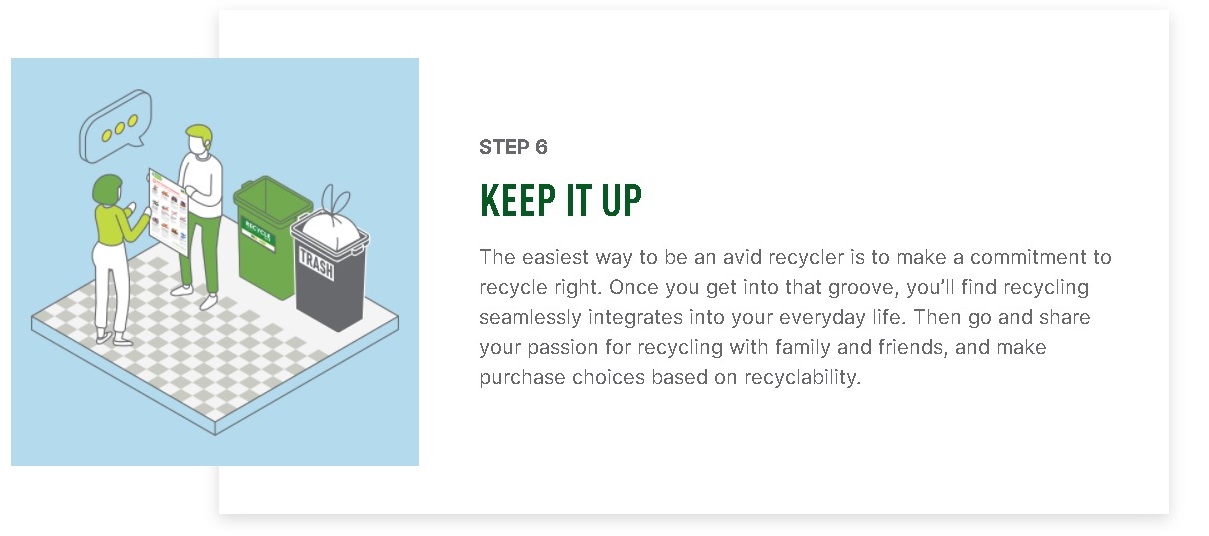 STEP 6
KEEP IT UP
The easiest way to be an avid recycler is to make a commitment to
recycle right. Once you get into that groove, you'll find recycling
seamlessly integrates into your everyday life. Then go and share
your passion for recycling with family and friends, and make
purchase choices based on recyclability.
RECYCLE
TRASH